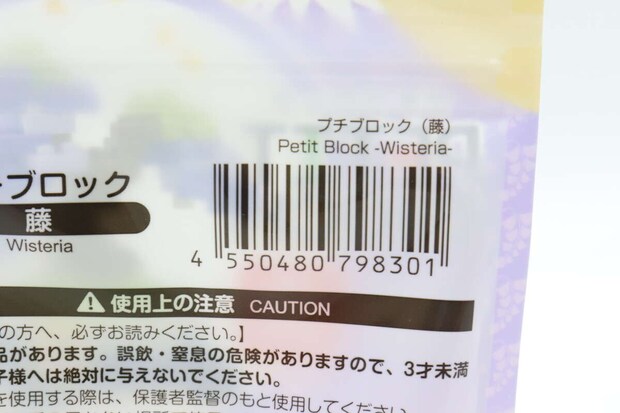 プチブロック（藤）
Petit Block -Wisteria-
ブロック
藤
Wisteria
4 550480 798301
使用上の注意 CAUTION
の方へ、必ずお読みください。】
品があります。誤飲・窒息の危険がありますので、3才未満
子様へは絶対に与えないでください。
を使用する際は、保護者監督のもと使用してください。